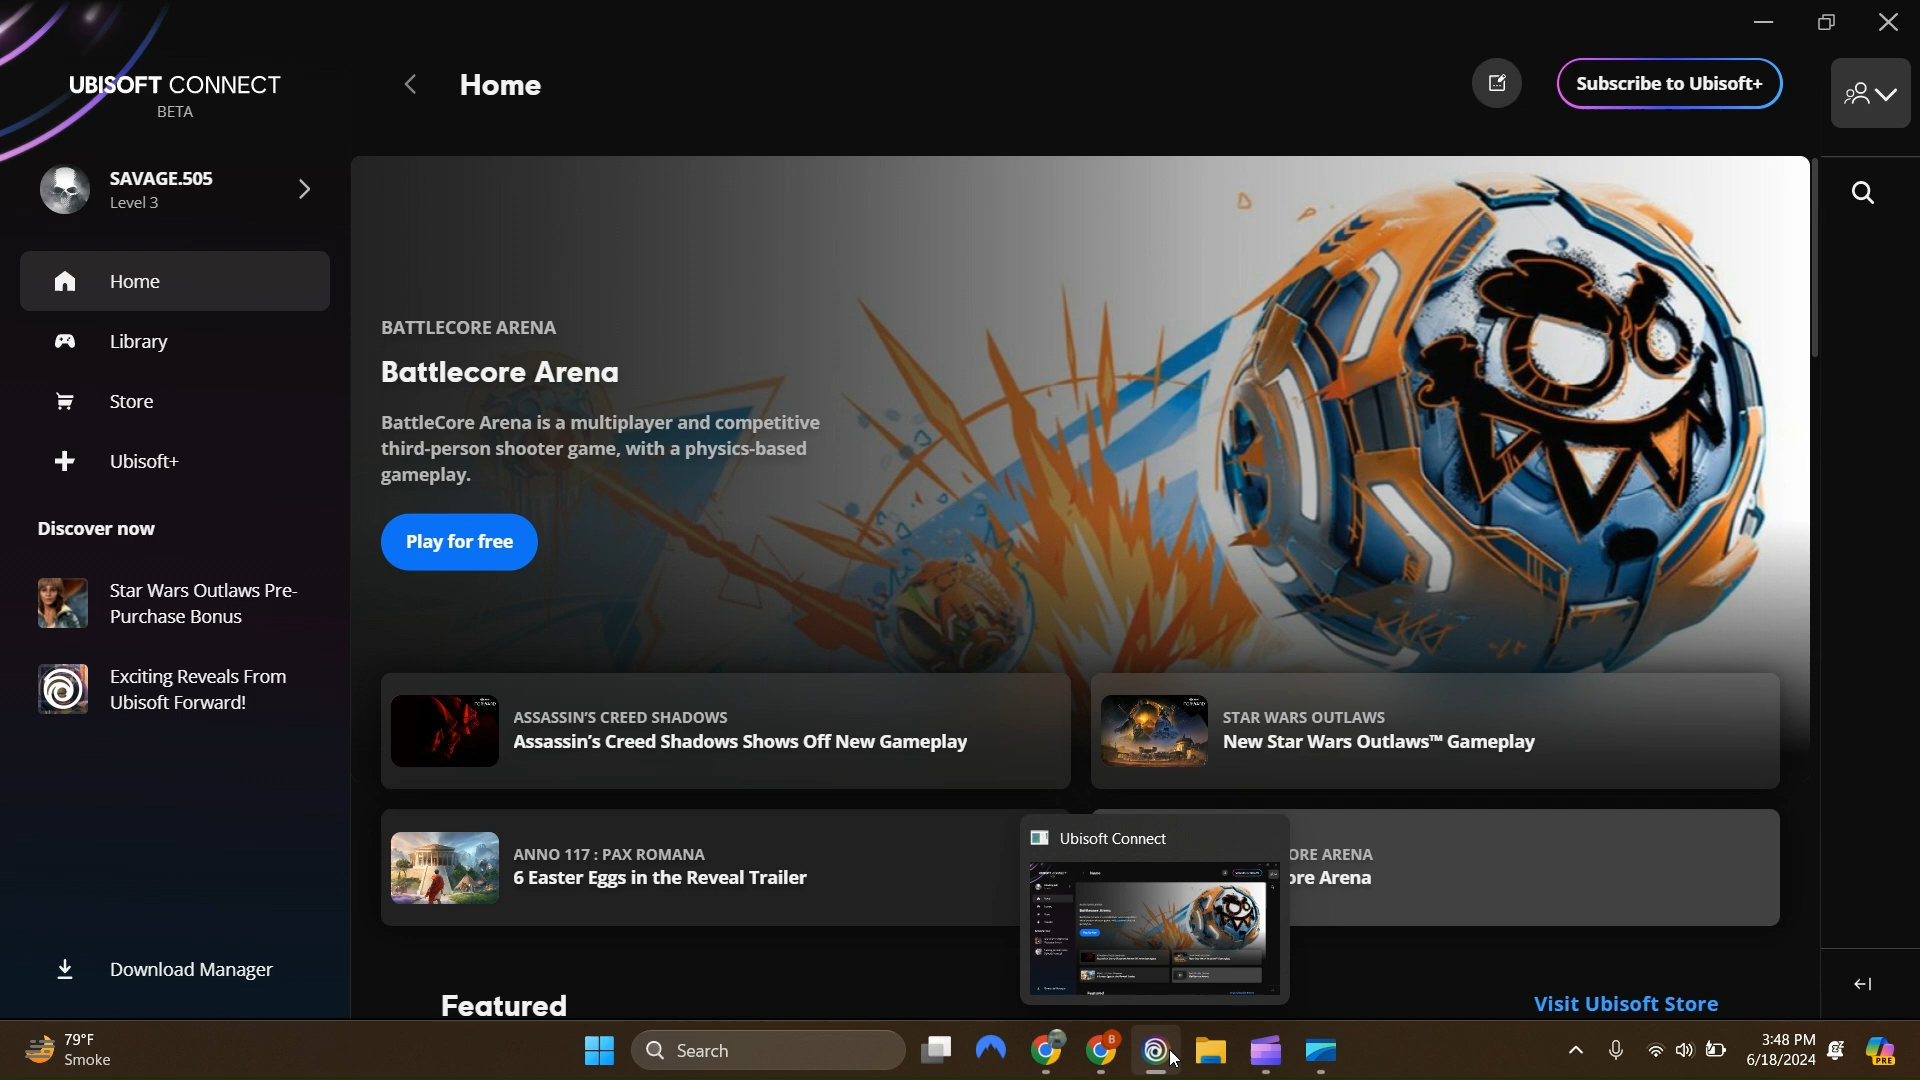 UBISOFT CONNECT
BETA
Home
Subscribe to Ubisoft+
SAVAGE.505
Level 3
Home
Library
Store
Ubisoft+
Discover now
Star Wars Outlaws Pre-
Purchase Bonus
Exciting Reveals From
Ubisoft Forward!
Download Manager
BATTLECORE ARENA
Battlecore Arena
BattleCore Arena is a multiplayer and competitive
third-person shooter game, with a physics-based
gameplay.
Play for free
ASSASSIN'S CREED SHADOWS
Assassin's Creed Shadows Shows Off New Gameplay
STAR WARS OUTLAWS
New Star Wars Outlaws™ Gameplay
ANNO 117 : PAX ROMANA
6 Easter Eggs in the Reveal Trailer
ORE ARENA
ore Arena
Ubisoft Connect
Featured
Visit Ubisoft Store
79°F
Smoke
Search
B
3:48 PM
6/18/2024
PRE